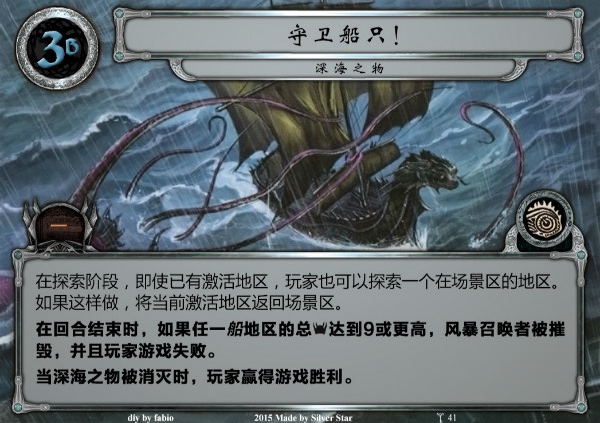 3B
守卫船只！
深海之物
在探索阶段，即使已有激活地区，玩家也可以探索一个在场景区的地区。
如果这样做，将当前激活地区返回场景区。
在回合结束时，如果任一船地区的总达到9或更高，风暴召唤者被摧
毁，并且玩家游戏失败。
当深海之物被消灭时，玩家赢得游戏胜利。
diy by fabio
2015 Made by Silver Star
41